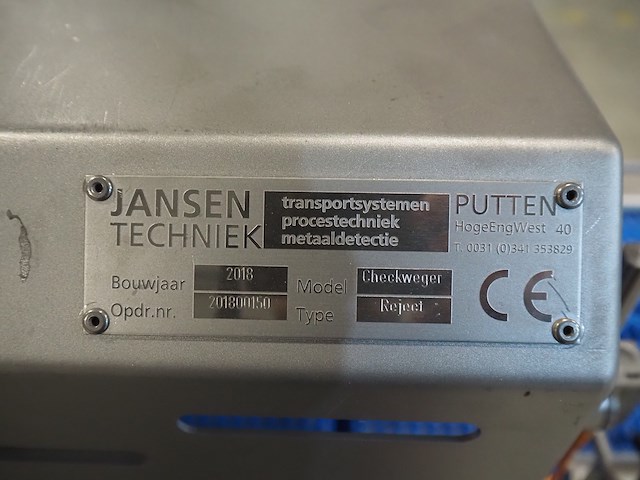 JANSEN TECHNIEK
transportsystemen
procestechniek
metaaldetectie
PUTTEN
HogeEngWest 40
T. 0031 (0)341 353829
Bouwjaar 2018 Model Checkweger
Opdr.nr. 201800150 Type Reject
CE